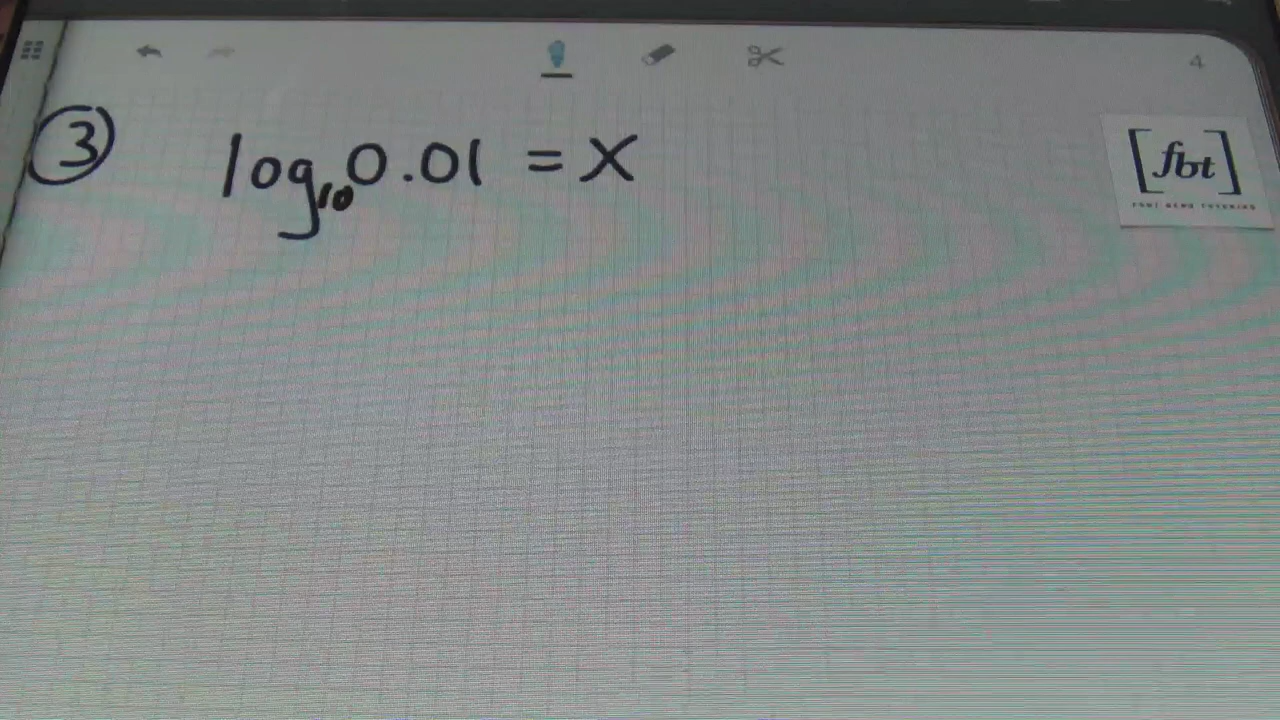 4
③ log₁₀0.01 = X
[fbt]